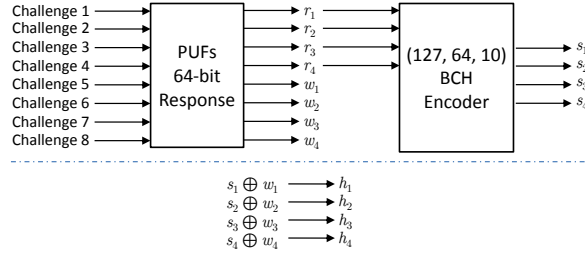 Challenge 1
Challenge 2
Challenge 3
Challenge 4
Challenge 5
Challenge 6
Challenge 7
Challenge 8
PUFs
64-bit
Response
r₁
r₂
r₃
r₄
w₁
w₂
w₃
w₄
(127, 64, 10)
BCH
Encoder
s₁
s₂
s₃
s₄
s₁ ⊕ w₁ → h₁
s₂ ⊕ w₂ → h₂
s₃ ⊕ w₃ → h₃
s₄ ⊕ w₄ → h₄